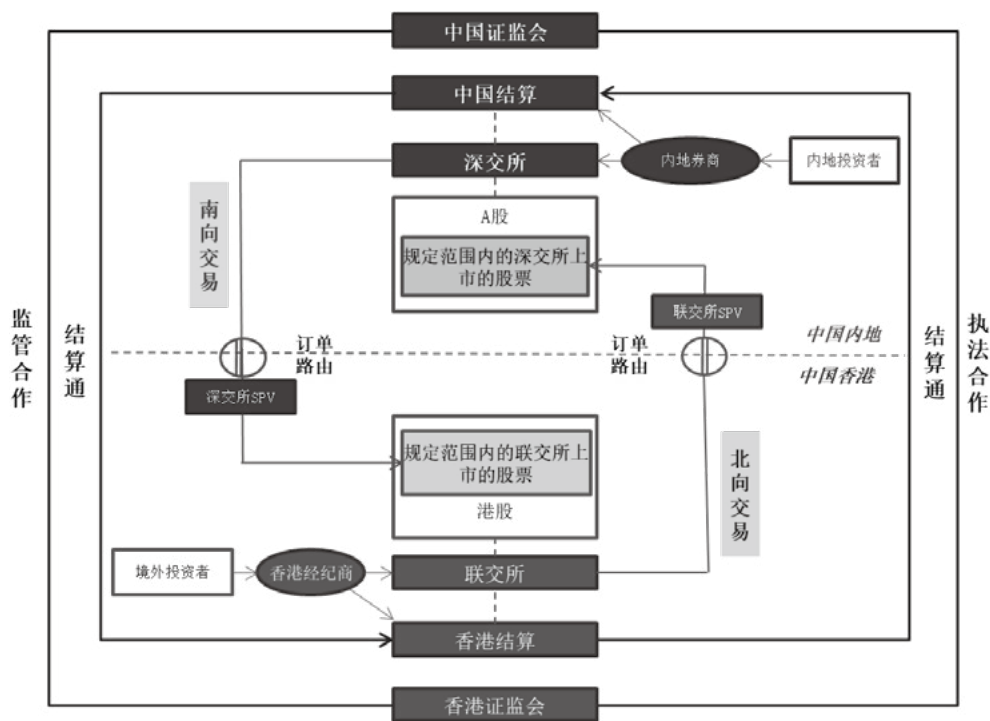 中国证监会
中国结算
深交所
内地券商
内地投资者
南向交易
A股
规定范围内的深交所上
市的股票
联交所SPV
监管合作
结算通
订单
路由
订单
路由
中国内地
中国香港
结算通
执法合作
深交所SPV
规定范围内的联交所上
市的股票
港股
北向交易
境外投资者
香港经纪商
联交所
香港结算
香港证监会